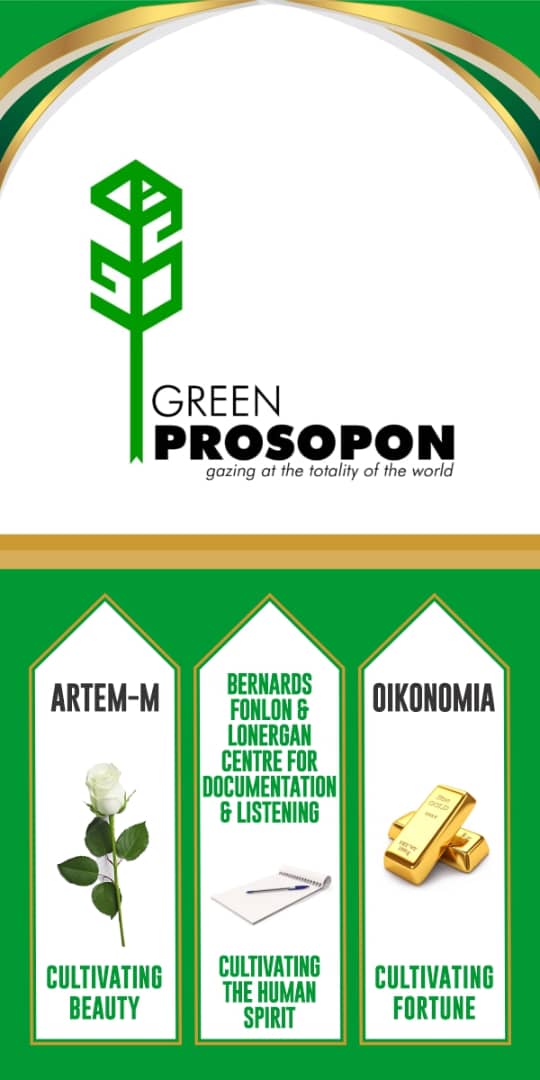 GREEN
PROSOPON
gazing at the totality of the world
ARTEM-M
CULTIVATING
BEAUTY
BERNARDS
FONLON &
LONERGAN
CENTRE FOR
DOCUMENTATION
& LISTENING
CULTIVATING
THE HUMAN
SPIRIT
OIKONOMIA
GOLD
CULTIVATING
FORTUNE